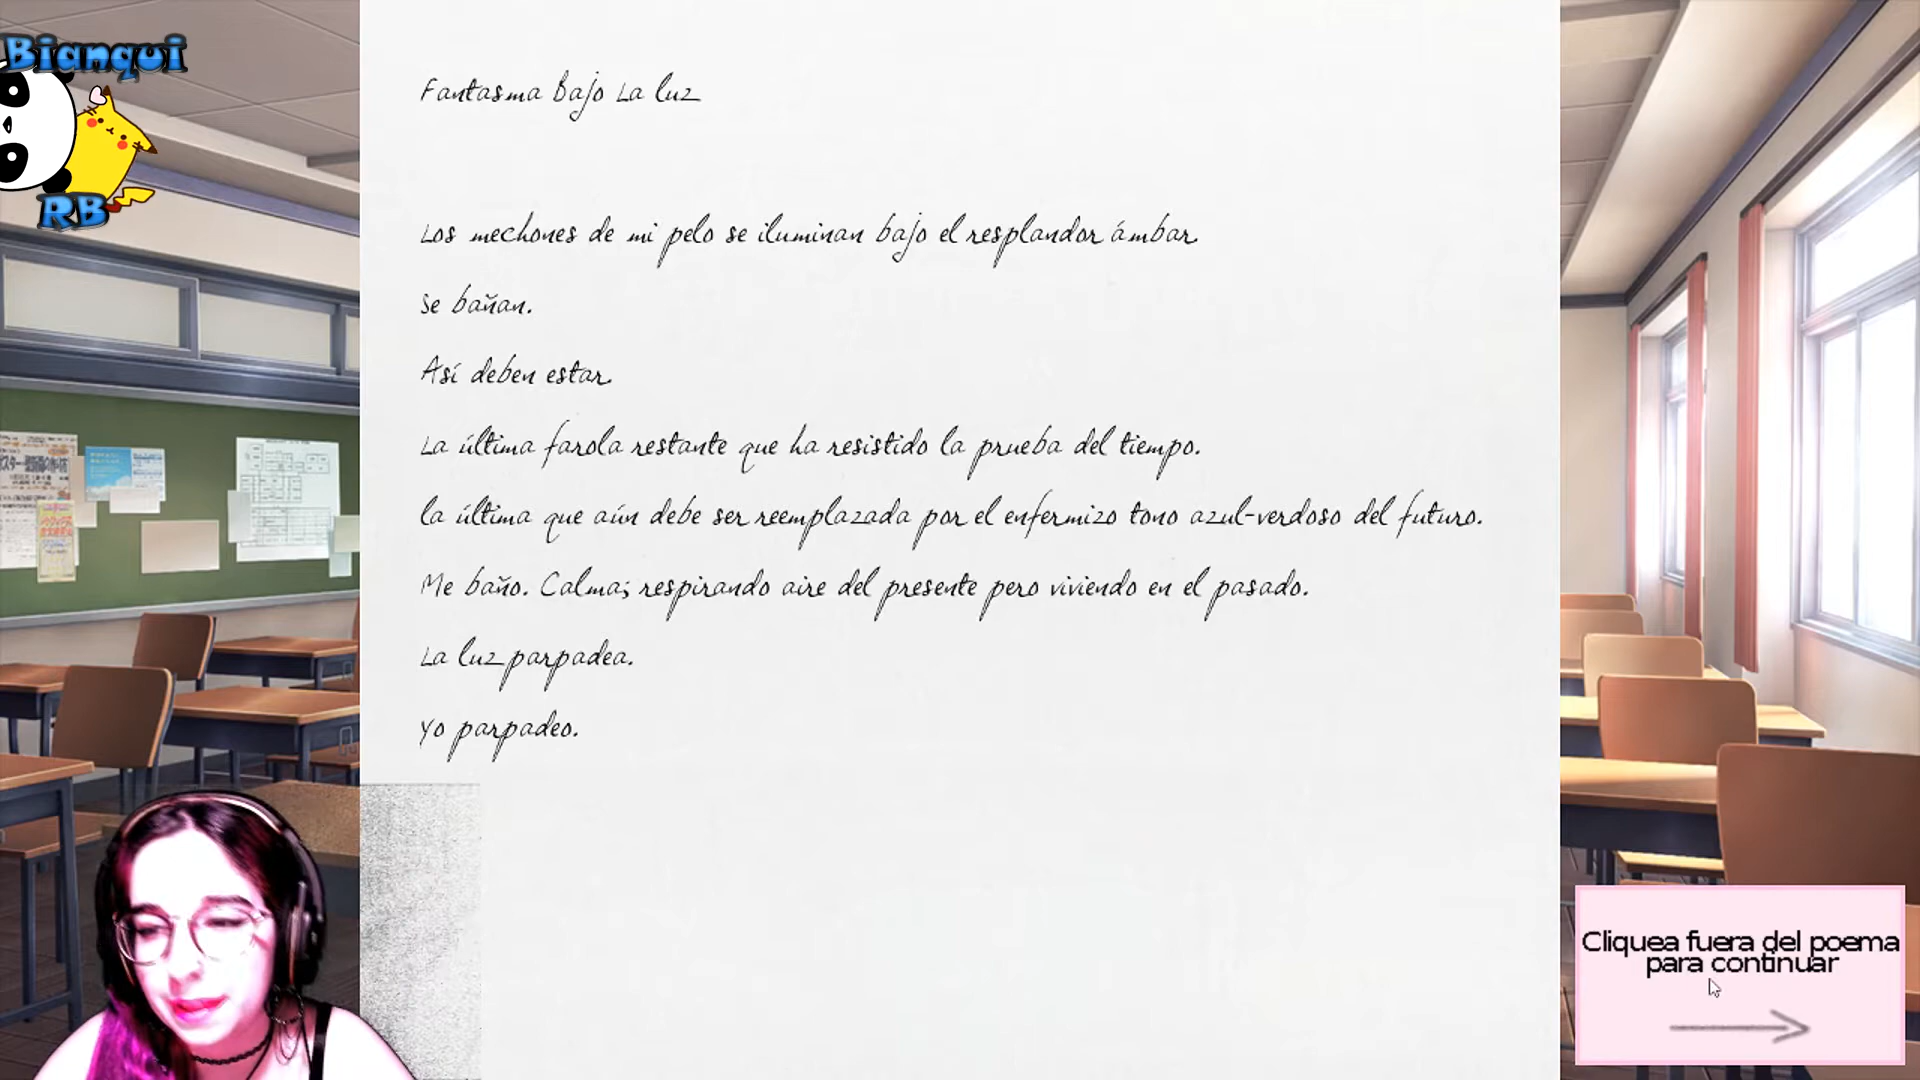 Bianqui
RB
Fantasma Bajo La luz
Los mechones de mi pelo se iluminan bajo el resplandor ámbar.
Se bañan.
Así deben estar.
La última farola restante que ha resistido la prueba del tiempo.
la última que aún debe ser reemplazada por el enfermizo tono azul-verdoso del futuro.
Me baño. Calma; respirando aire del presente pero viviendo en el pasado.
La luz parpadea.
Yo parpadeo.
Cliquea fuera del poema
para continuar